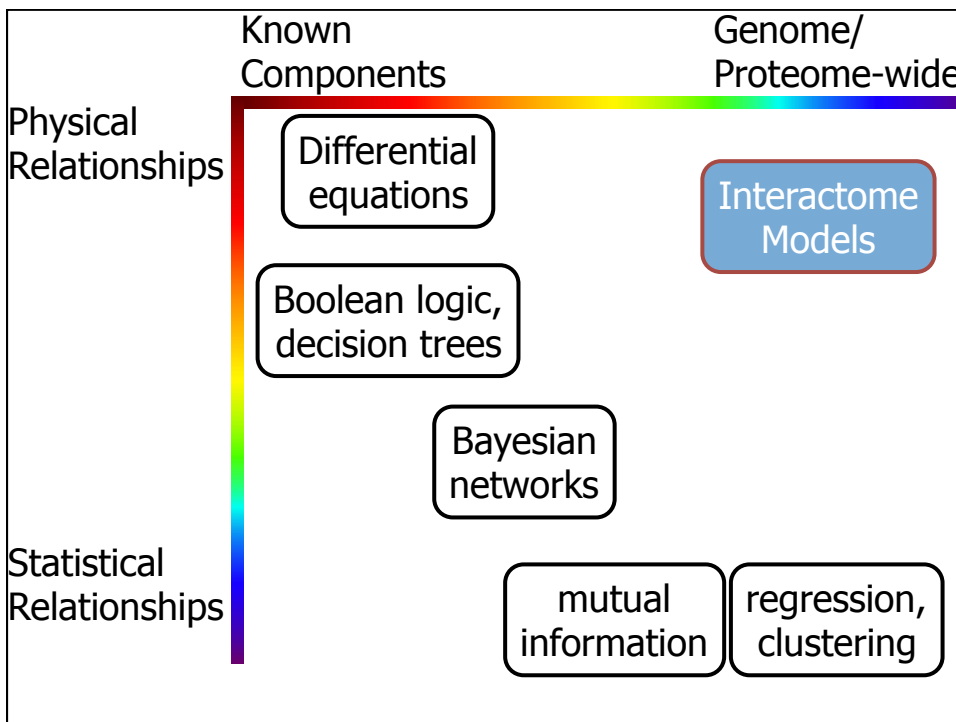 Known
Components
Genome/
Proteome-wide
Physical
Relationships
Differential
equations
Interactome
Models
Boolean logic,
decision trees
Bayesian
networks
Statistical
Relationships
mutual
information
regression,
clustering